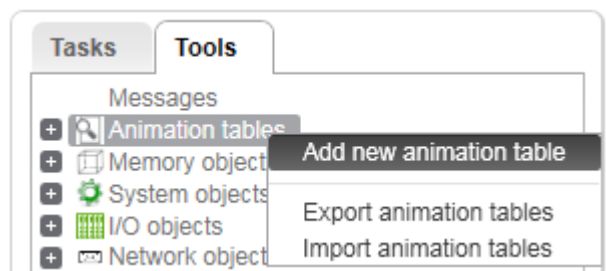 Tasks Tools
Messages
Animation tables
Add new animation table
Memory object
System objects
Export animation tables
I/O objects
Import animation tables
Network object